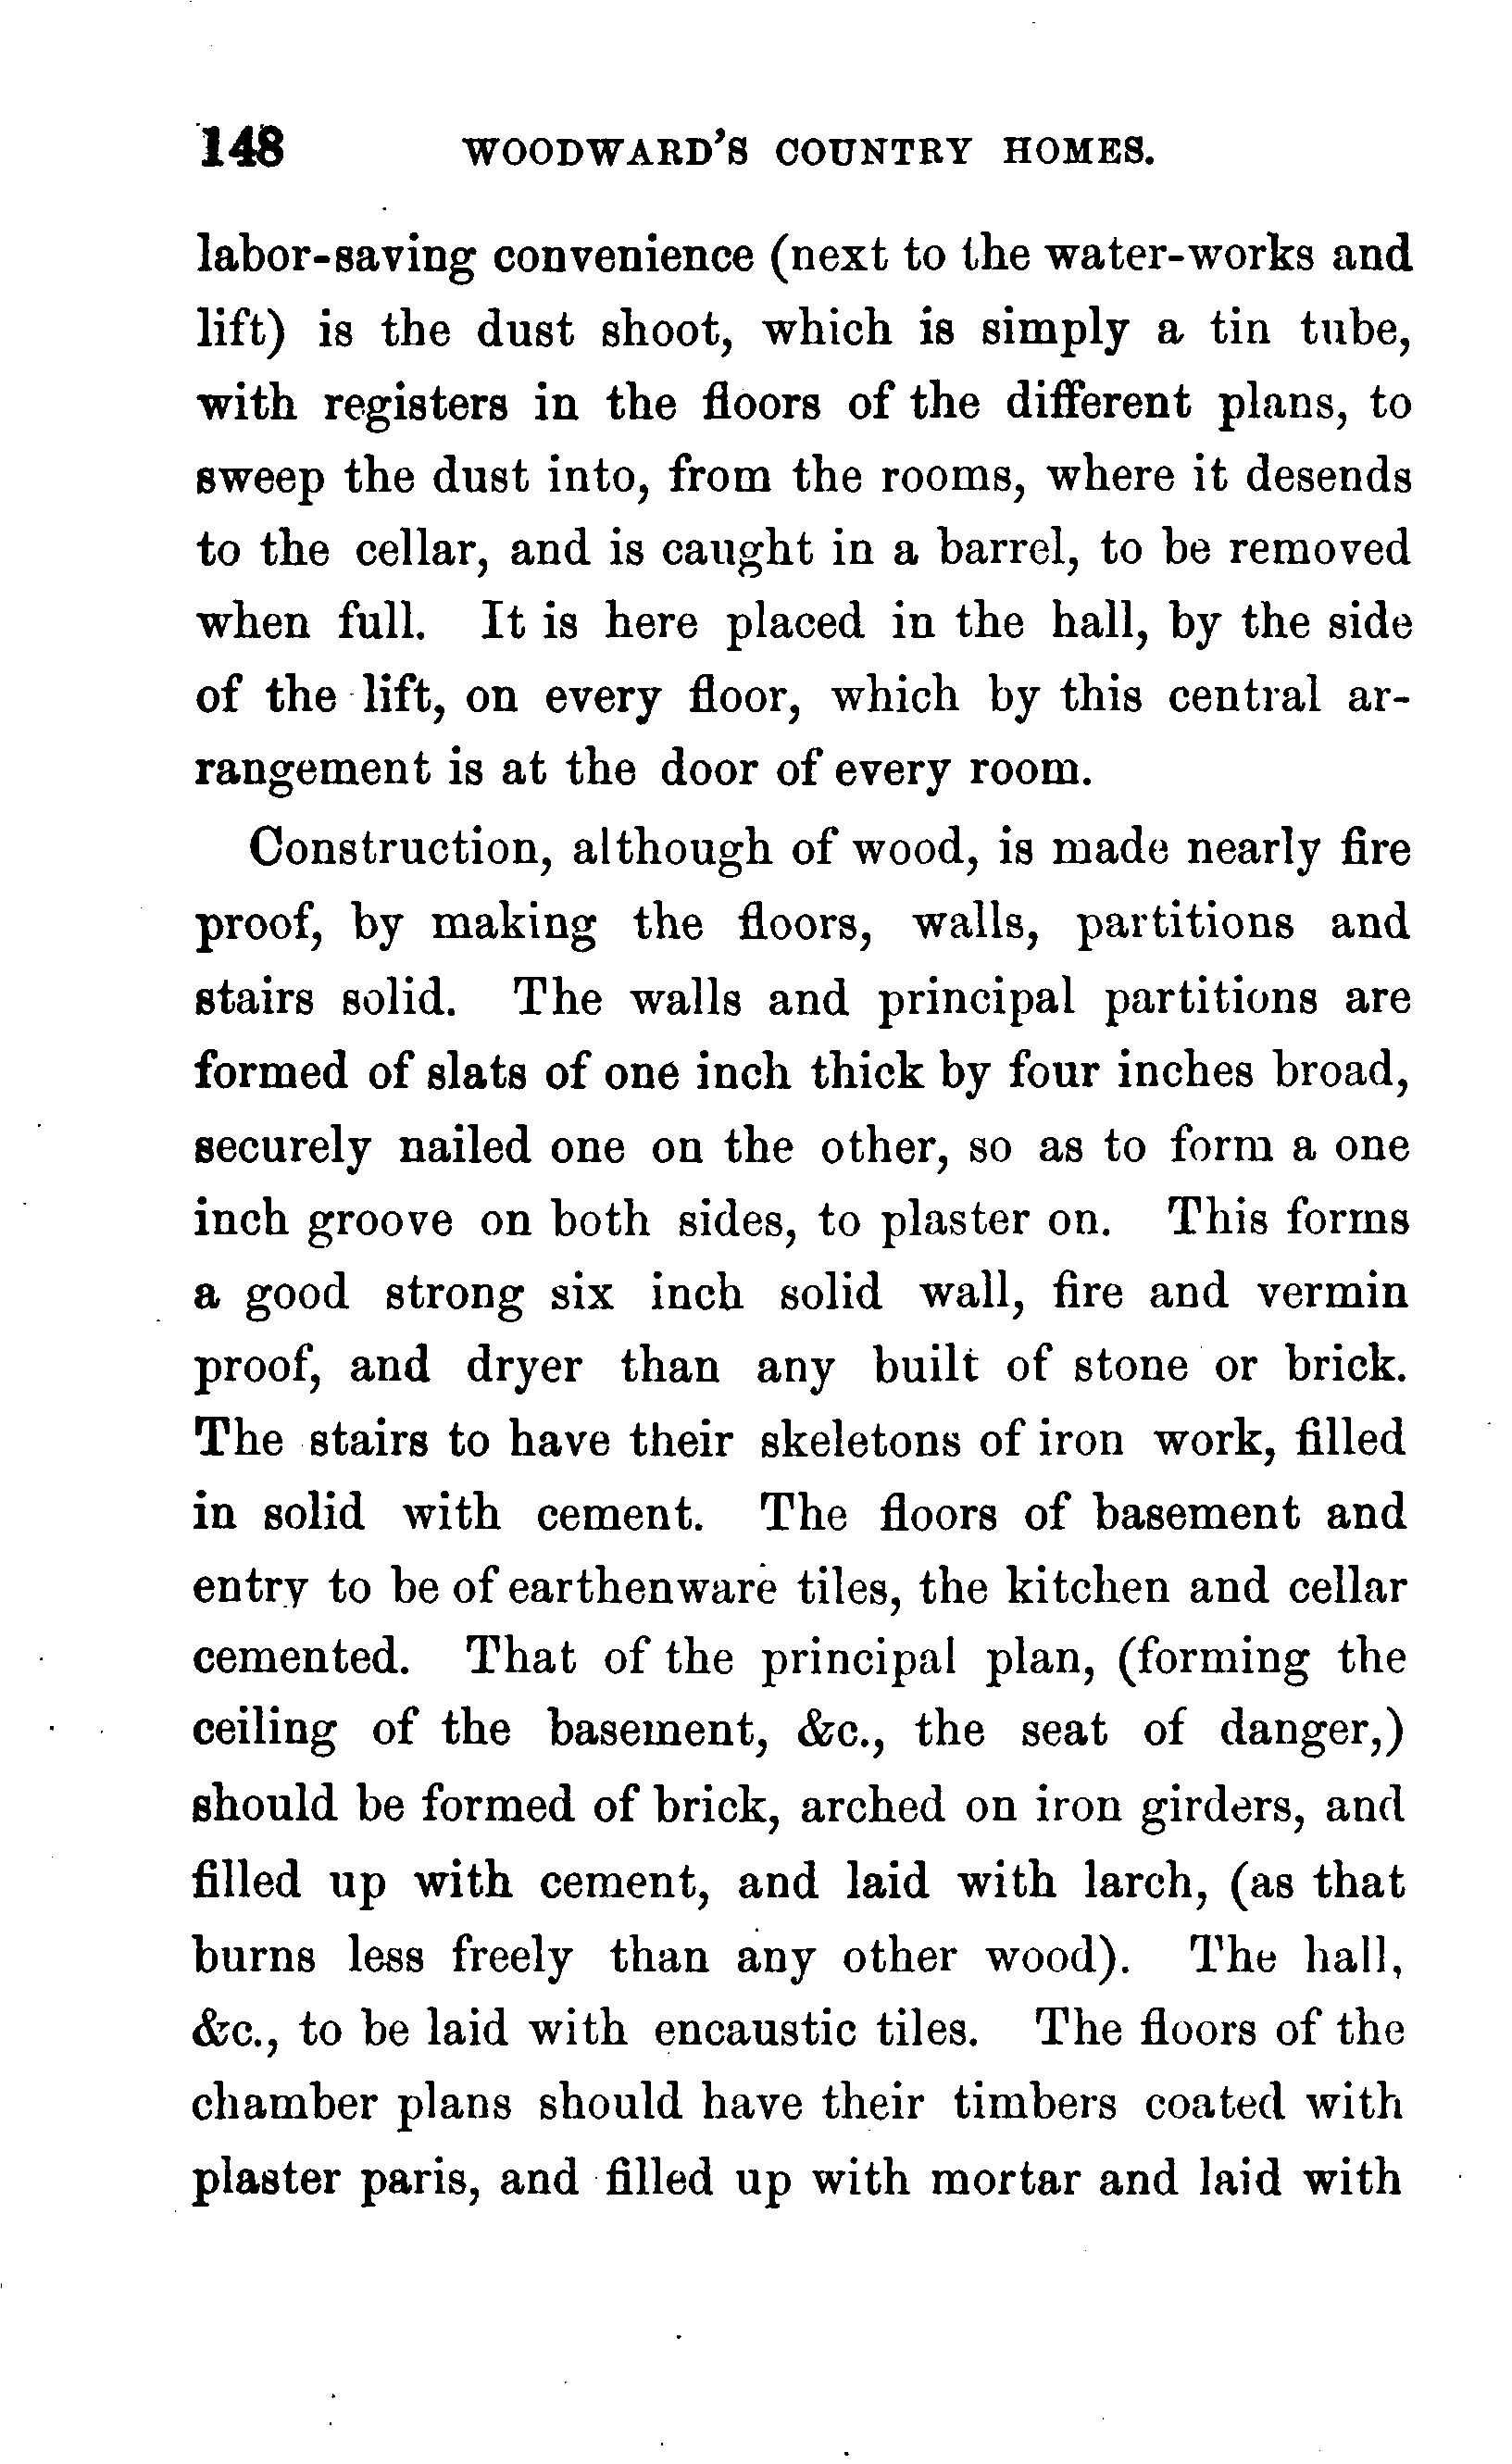 148 WOODWARD'S COUNTRY HOMES.
labor-saving convenience (next to the water-works and
lift) is the dust shoot, which is simply a tin tube,
with registers in the floors of the different plans, to
sweep the dust into, from the rooms, where it desends
to the cellar, and is caught in a barrel, to be removed
when full. It is here placed in the hall, by the side
of the lift, on every floor, which by this central ar-
rangement is at the door of every room.
Construction, although of wood, is made nearly fire
proof, by making the floors, walls, partitions and
stairs solid. The walls and principal partitions are
formed of slats of one inch thick by four inches broad,
securely nailed one on the other, so as to form a one
inch groove on both sides, to plaster on. This forms
a good strong six inch solid wall, fire and vermin
proof, and dryer than any built of stone or brick.
The stairs to have their skeletons of iron work, filled
in solid with cement. The floors of basement and
entry to be of earthenware tiles, the kitchen and cellar
cemented. That of the principal plan, (forming the
ceiling of the basement, &c., the seat of danger,)
should be formed of brick, arched on iron girders, and
filled up with cement, and laid with larch, (as that
burns less freely than any other wood). The hall,
&c., to be laid with encaustic tiles. The floors of the
chamber plans should have their timbers coated with
plaster paris, and filled up with mortar and laid with